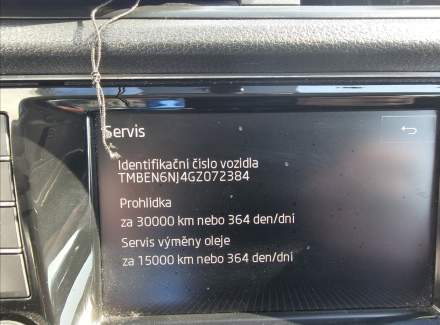 Servis
Identifikační číslo vozidla
TMBEN6NJ4GZ072384
Prohlídka
za 30000 km nebo 364 den/dní
Servis výměny oleje
za 15000 km nebo 364 den/dní